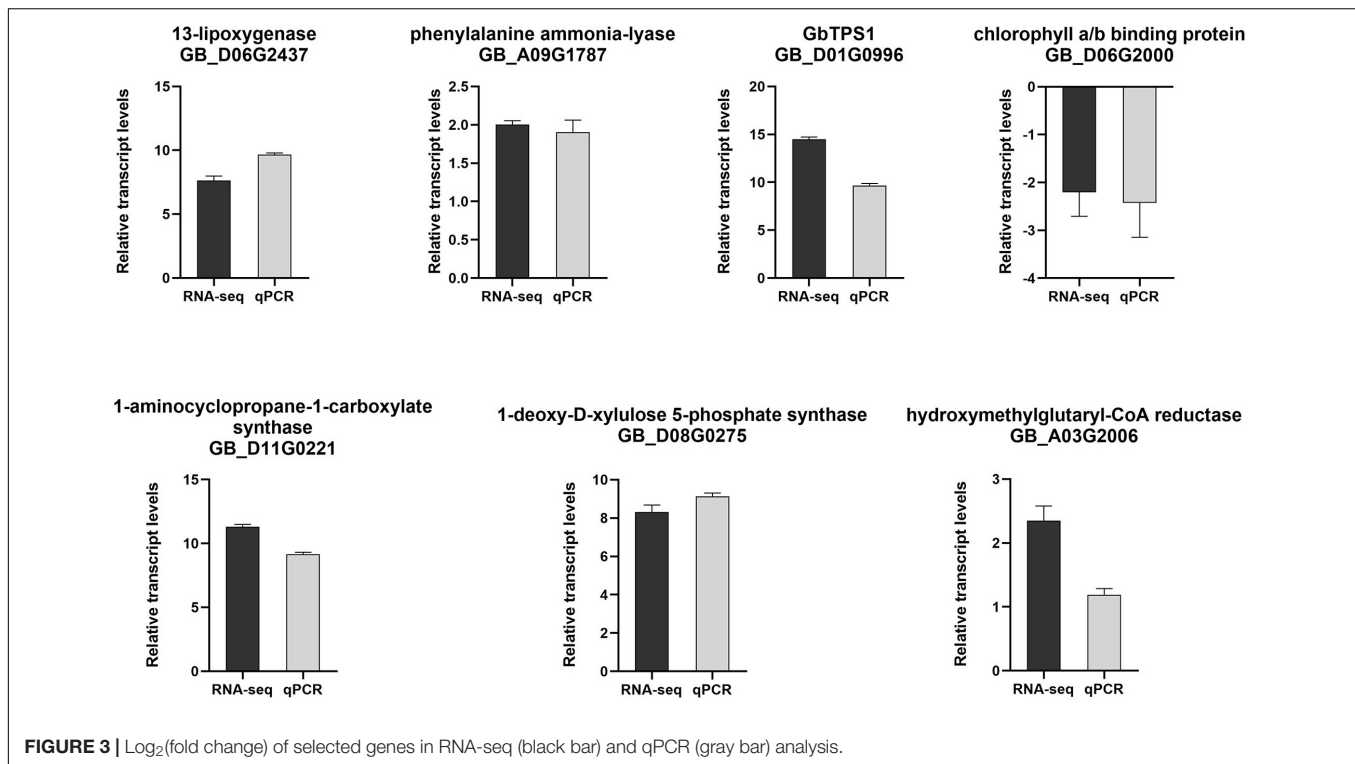 13-lipoxygenase
GB_D06G2437
Relative transcript levels
15
10
5
0
RNA-seq qPCR
phenylalanine ammonia-lyase
GB_A09G1787
Relative transcript levels
2.5
2.0
1.5
1.0
0.5
0.0
RNA-seq qPCR
GbTPS1
GB_D01G0996
Relative transcript levels
20
15
10
5
0
RNA-seq qPCR
chlorophyll a/b binding protein
GB_D06G2000
Relative transcript levels
0
-1
-2
-3
-4
RNA-seq qPCR
1-aminocyclopropane-1-carboxylate
synthase
GB_D11G0221
Relative transcript levels
15
10
5
0
RNA-seq qPCR
1-deoxy-D-xylulose 5-phosphate synthase
GB_D08G0275
Relative transcript levels
10
8
6
4
2
0
RNA-seq qPCR
hydroxymethylglutaryl-CoA reductase
GB_A03G2006
Relative transcript levels
3
2
1
0
RNA-seq qPCR
FIGURE 3 | Log₂(fold change) of selected genes in RNA-seq (black bar) and qPCR (gray bar) analysis.